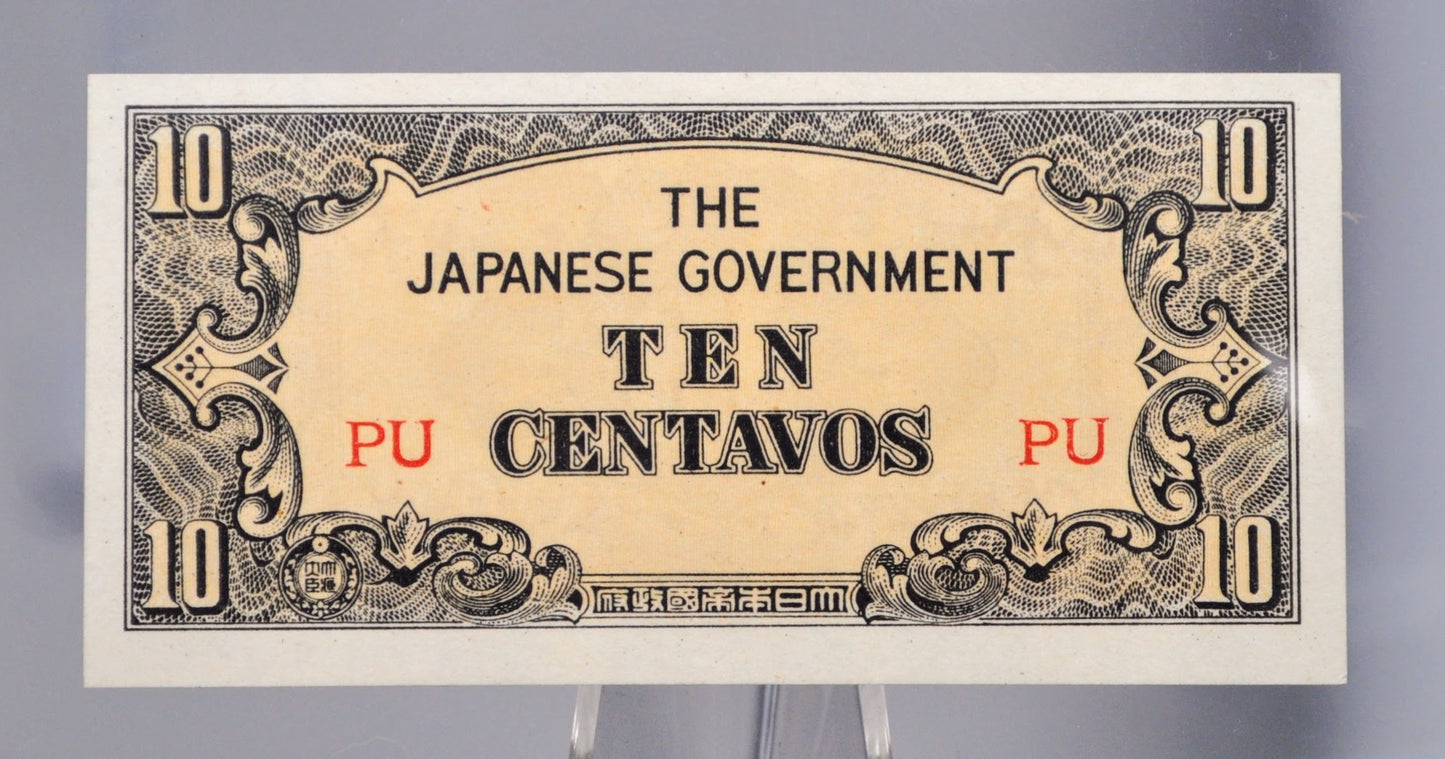 10 10
THE
JAPANESE GOVERNMENT
TEN
PU CENTAVOS PU
10 10
府政國帝本日大